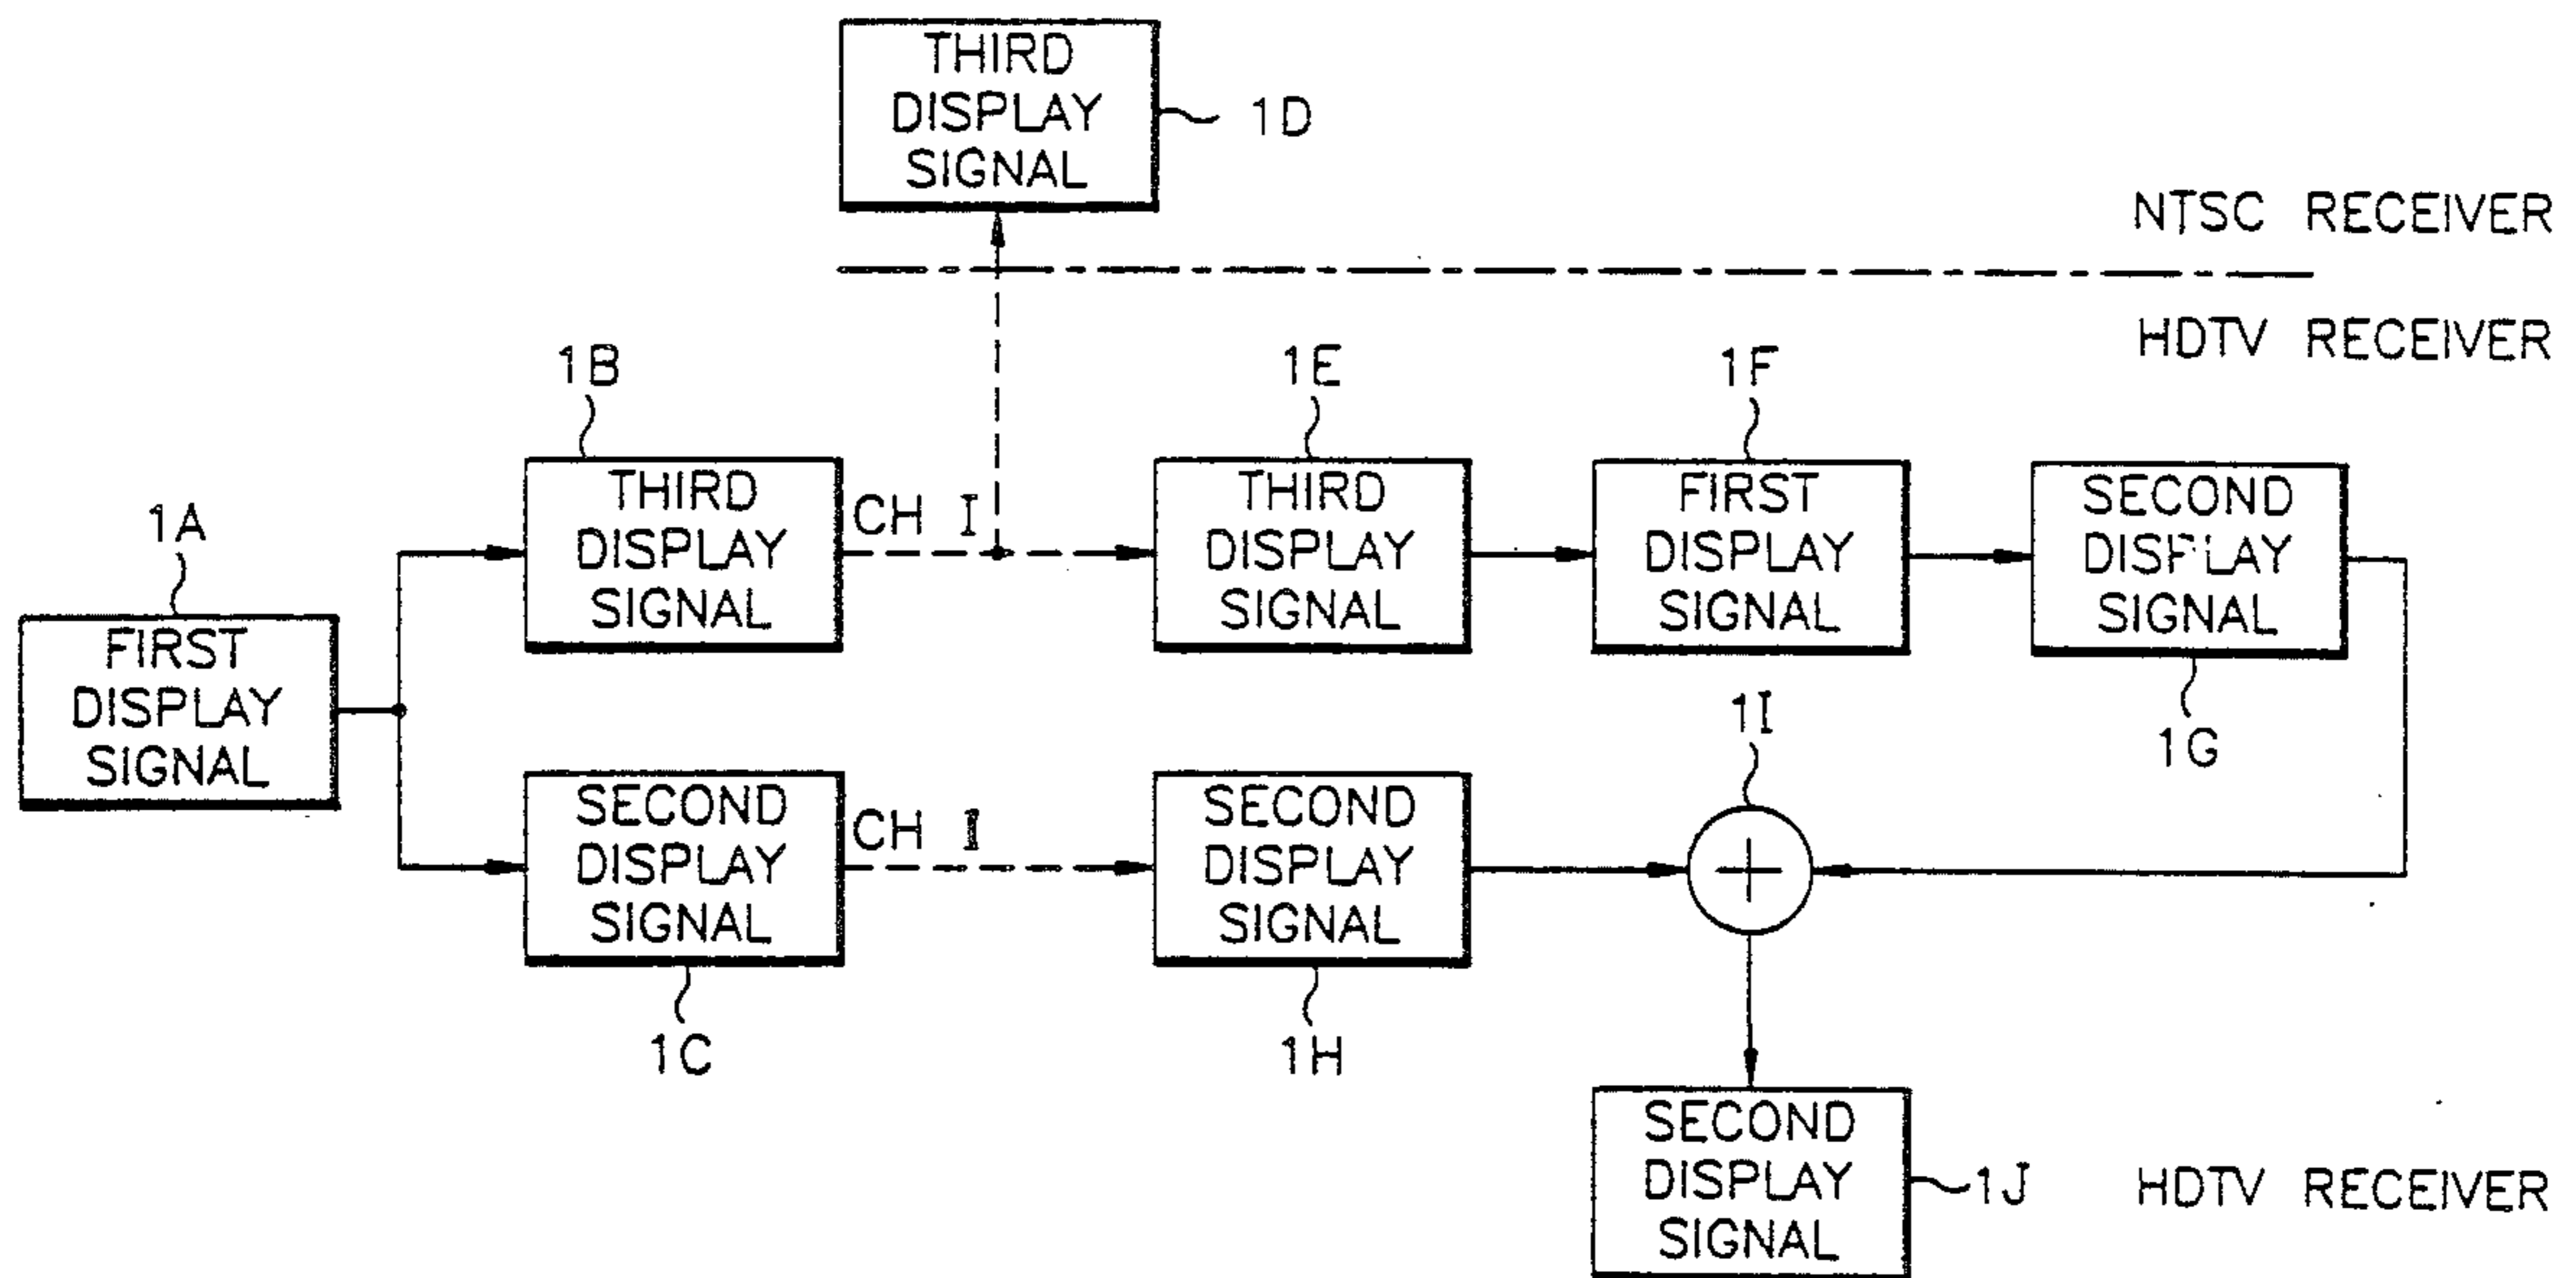 THIRD
DISPLAY
SIGNAL
1D
NTSC RECEIVER
HDTV RECEIVER
1B
1E
1F
THIRD
DISPLAY
SIGNAL
CH I
THIRD
DISPLAY
SIGNAL
FIRST
DISPLAY
SIGNAL
SECOND
DISPLAY
SIGNAL
1G
1A
FIRST
DISPLAY
SIGNAL
SECOND
DISPLAY
SIGNAL
1C
CH
SECOND
DISPLAY
SIGNAL
1H
1I
SECOND
DISPLAY
SIGNAL
1J
HDTV RECEIVER